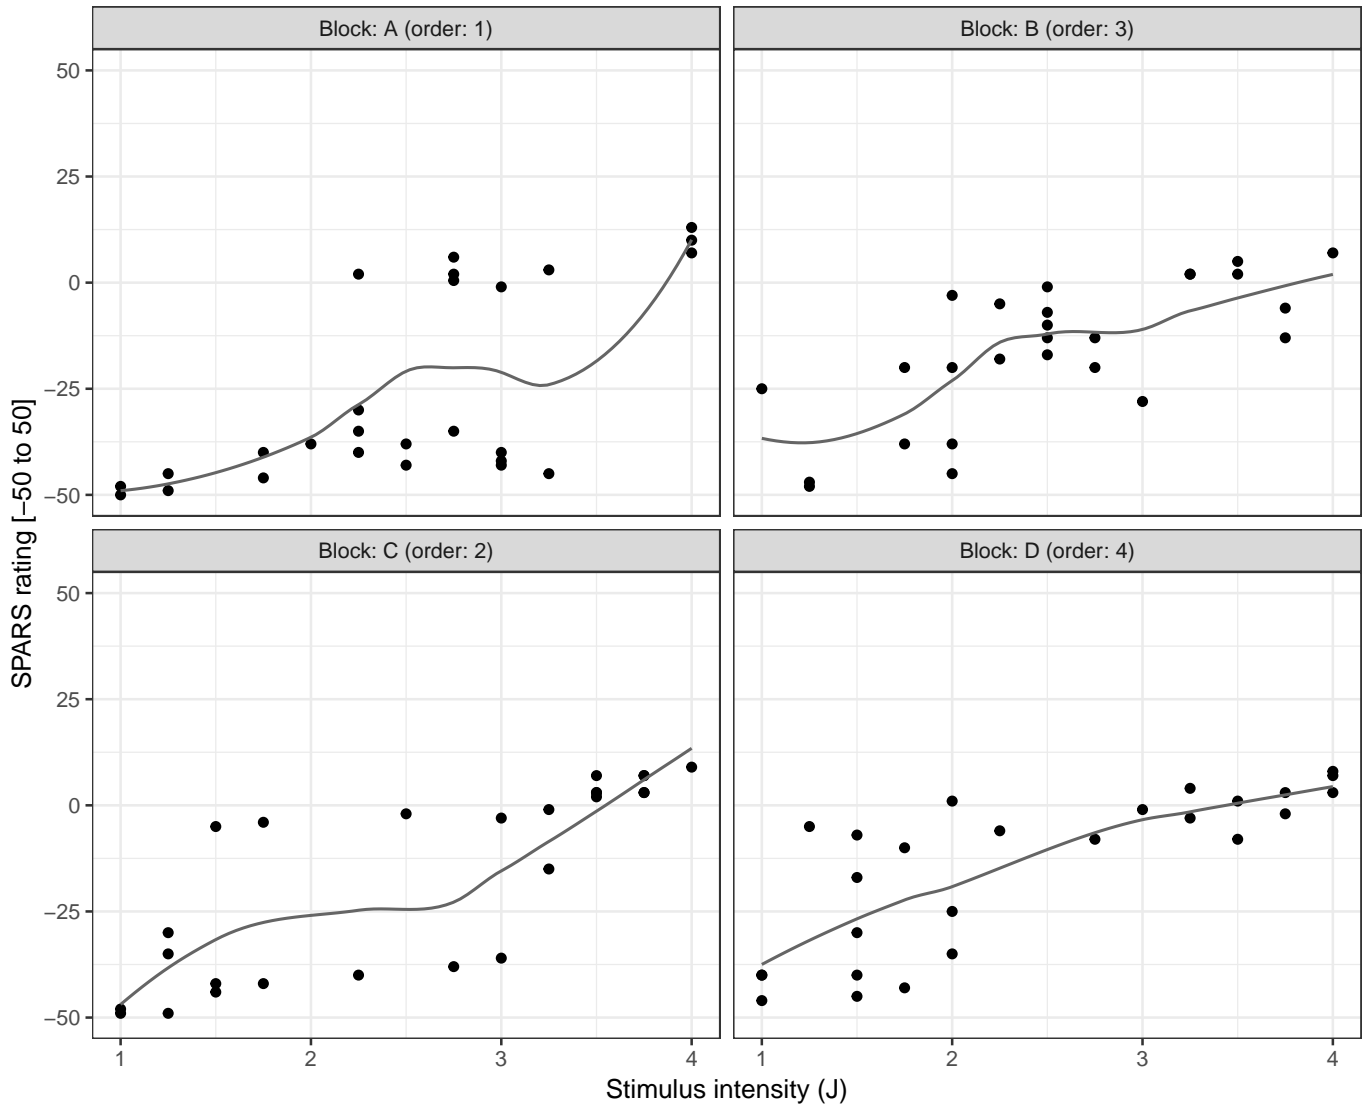 Block: A (order: 1)
Block: B (order: 3)
50
25
0
−25
−50
Block: C (order: 2)
Block: D (order: 4)
50
25
0
−25
−50
1 2 3 4
1 2 3 4
Stimulus intensity (J)
SPARS rating [−50 to 50]